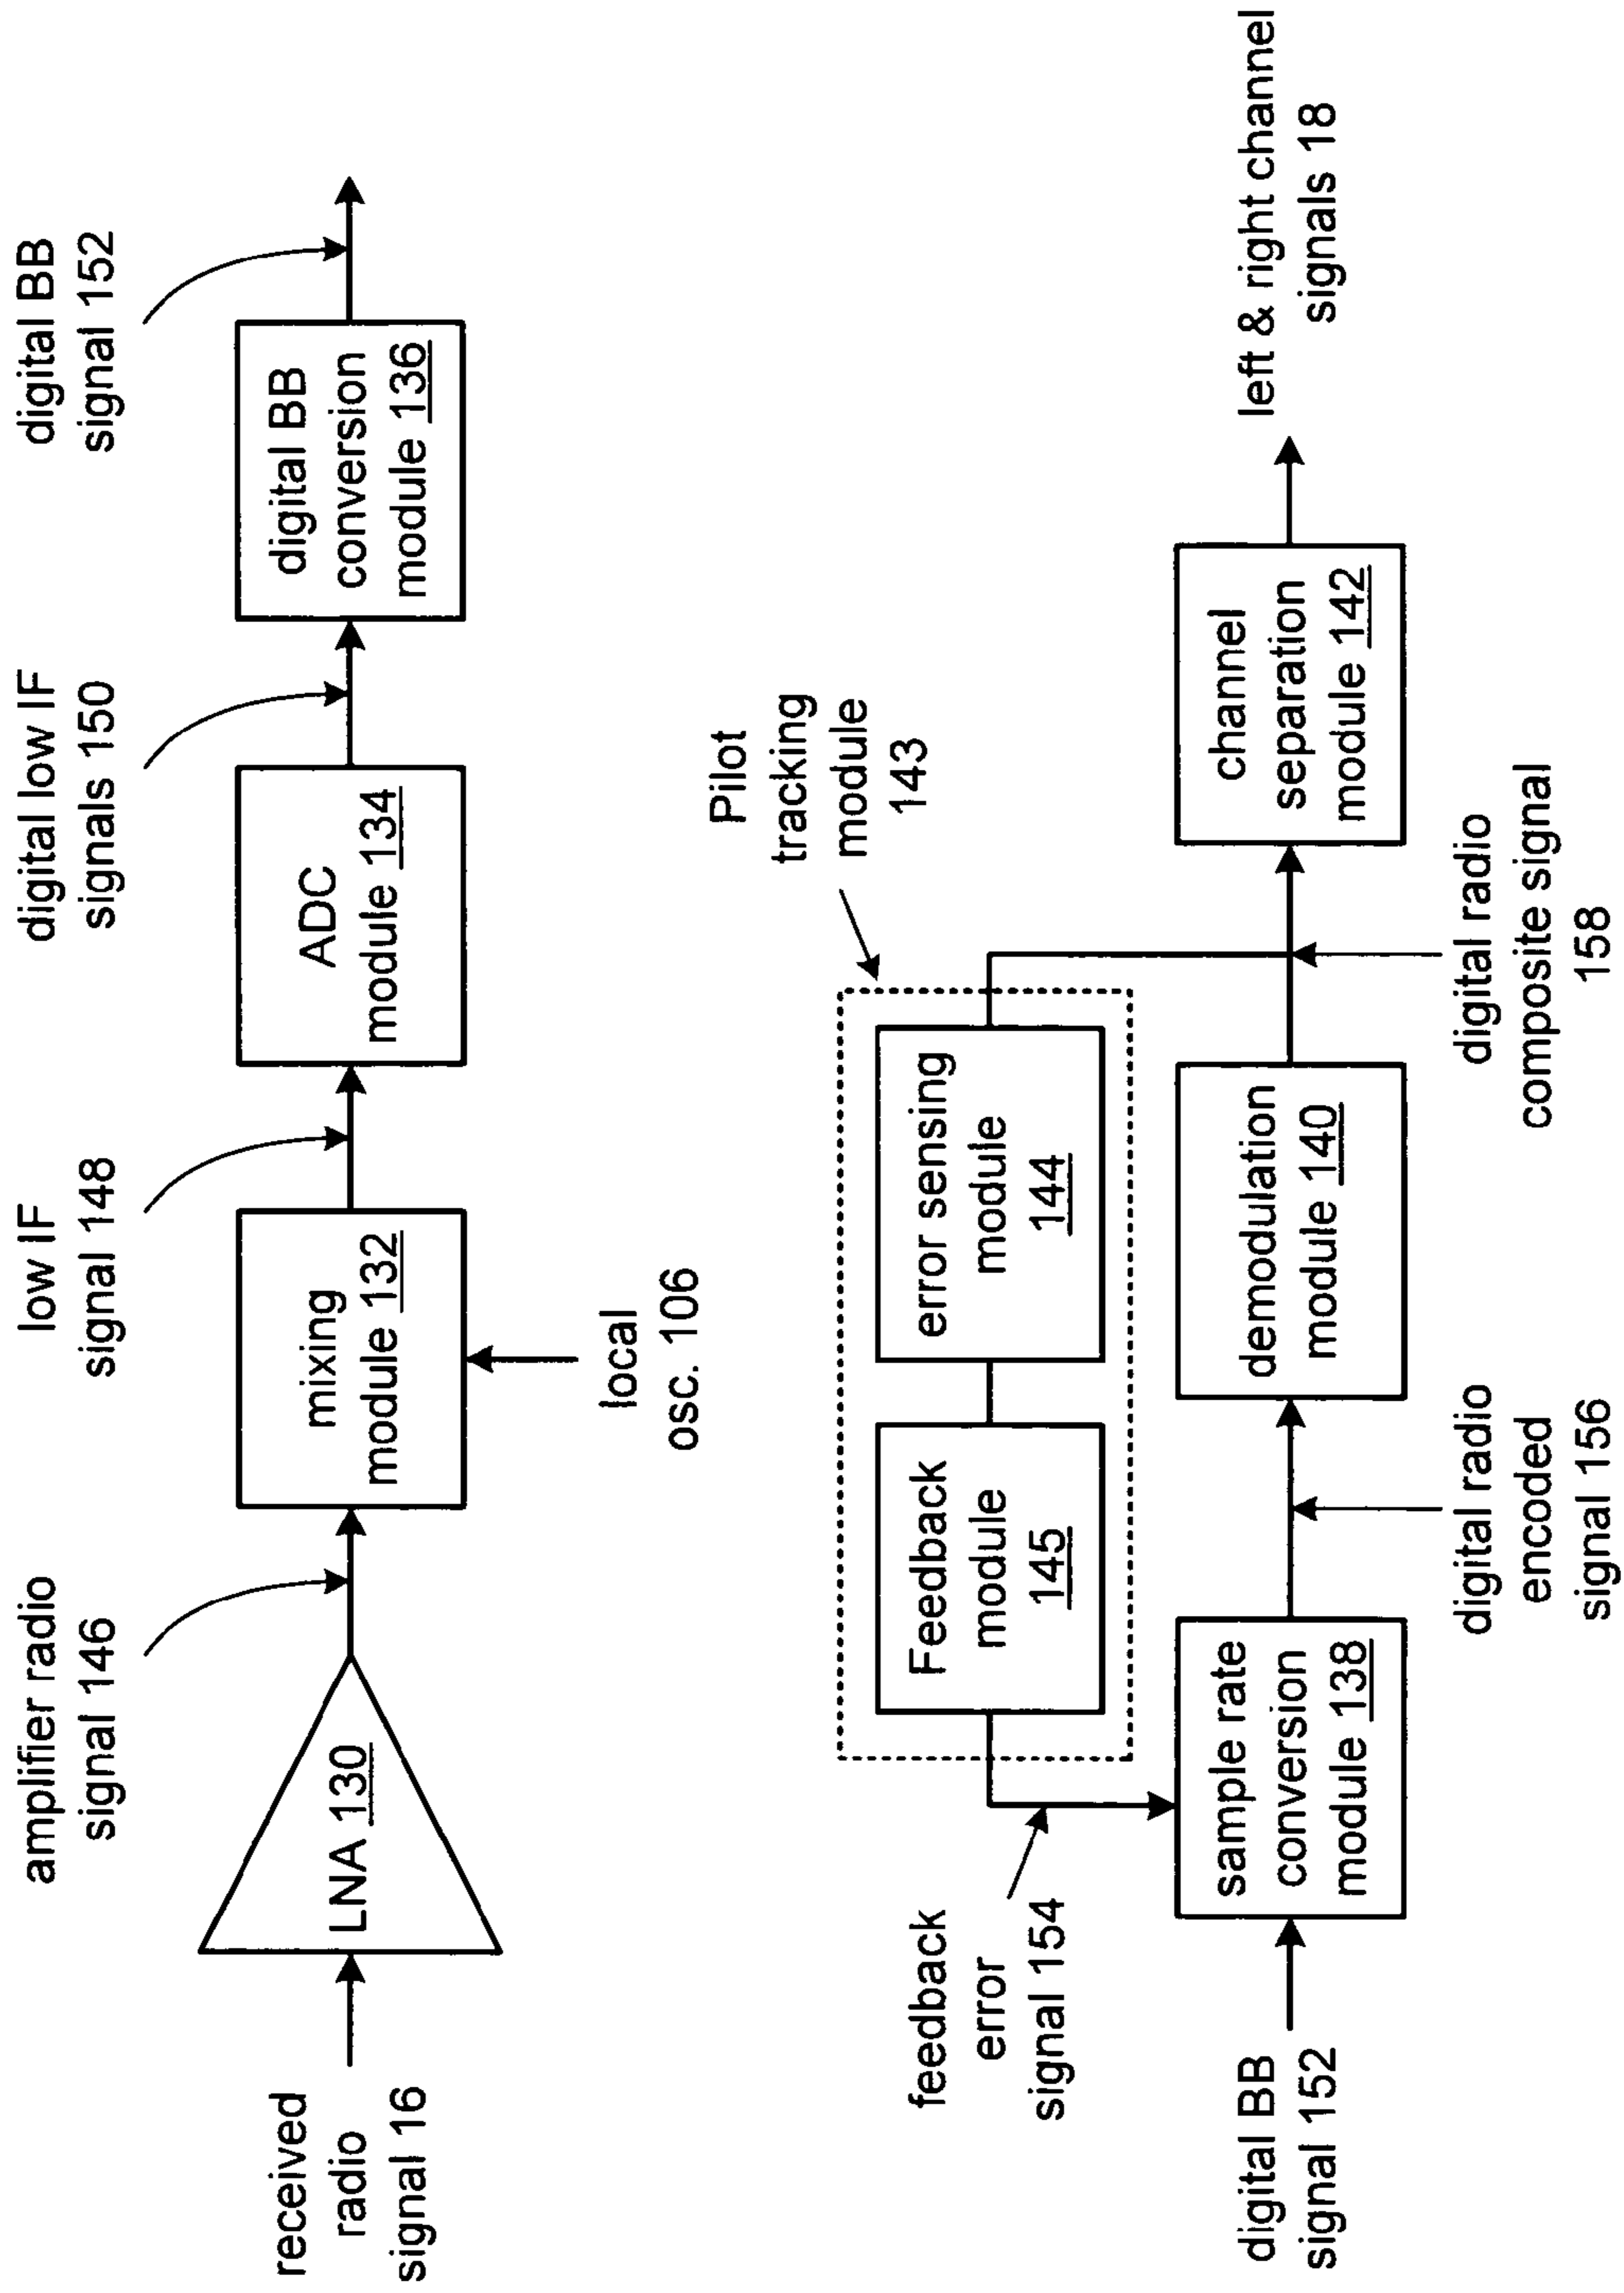 received
radio
signal 16
LNA 130
amplifier radio
signal 146
mixing
module 132
local
osc. 106
low IF
signal 148
ADC
module 134
digital low IF
signals 150
digital BB
conversion
module 136
digital BB
signal 152
digital BB
signal 152
feedback
error
signal 154
sample rate
conversion
module 138
digital radio
encoded
signal 156
Feedback
module
145
error sensing
module
144
Pilot
tracking
module
143
demodulation
module 140
digital radio
composite signal
158
channel
separation
module 142
left & right channel
signals 18